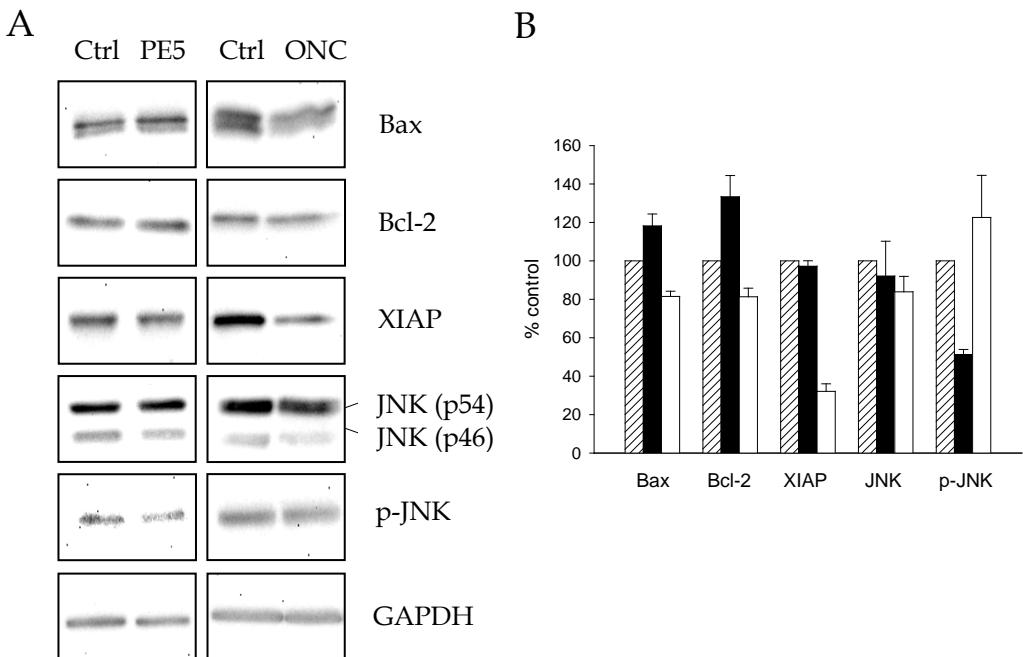 A
Ctrl PE5 Ctrl ONC
Bax
Bcl-2
XIAP
JNK (p54)
JNK (p46)
p-JNK
GAPDH
B
% control
160
140
120
100
80
60
40
20
0
Bax Bcl-2 XIAP JNK p-JNK